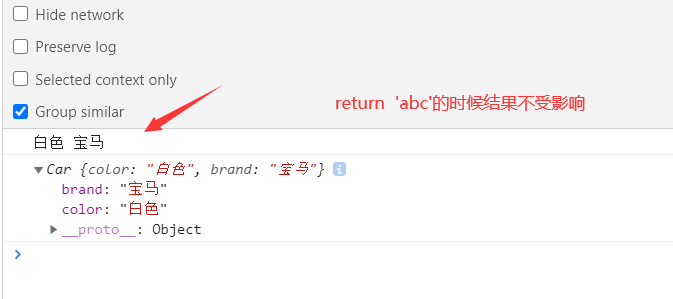 Hide network
Preserve log
Selected context only
return 'abc'的时候结果不受影响
Group similar
白色 宝马
Car {color: "白色", brand: "宝马"} i
brand: "宝马"
color: "白色"
__proto__: Object